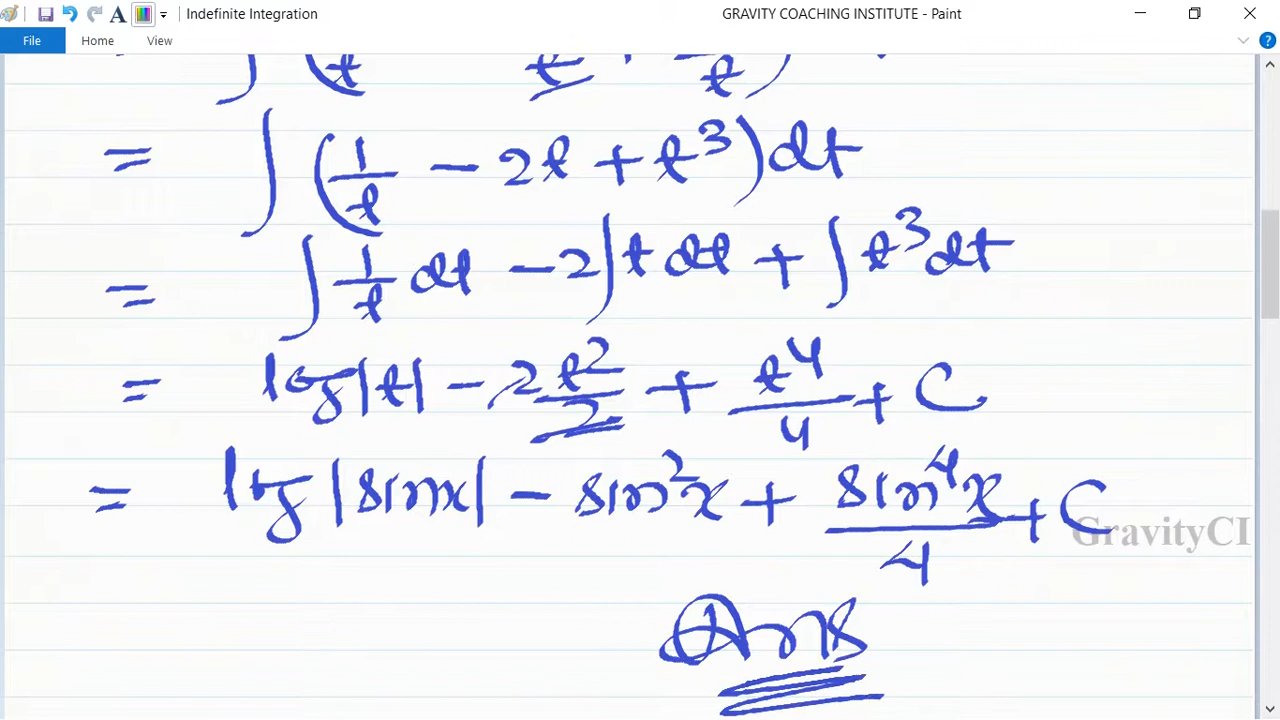 Indefinite Integration
GRAVITY COACHING INSTITUTE - Paint
File Home View
= ∫(1/t - 2t + t³)dt
= ∫1/t dt - 2∫t dt + ∫t³dt
= log|t| - 2t²/2 + t⁴/4 + C
= log|sinx| - sin²x + sin⁴x/4 + C
GravityCI
Ans